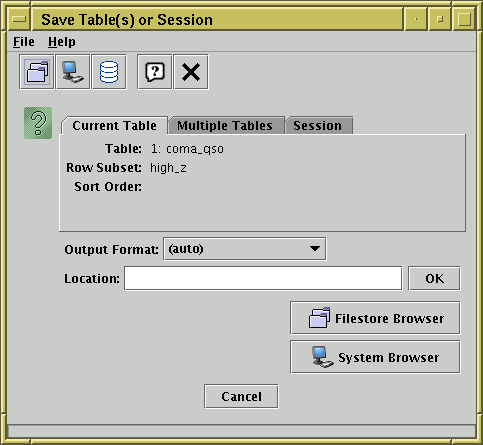 Save Table(s) or Session
File Help
Current Table Multiple Tables Session
Table: 1: coma_qso
Row Subset: high_z
Sort Order:
Output Format: (auto)
Location: OK
Filestore Browser
System Browser
Cancel